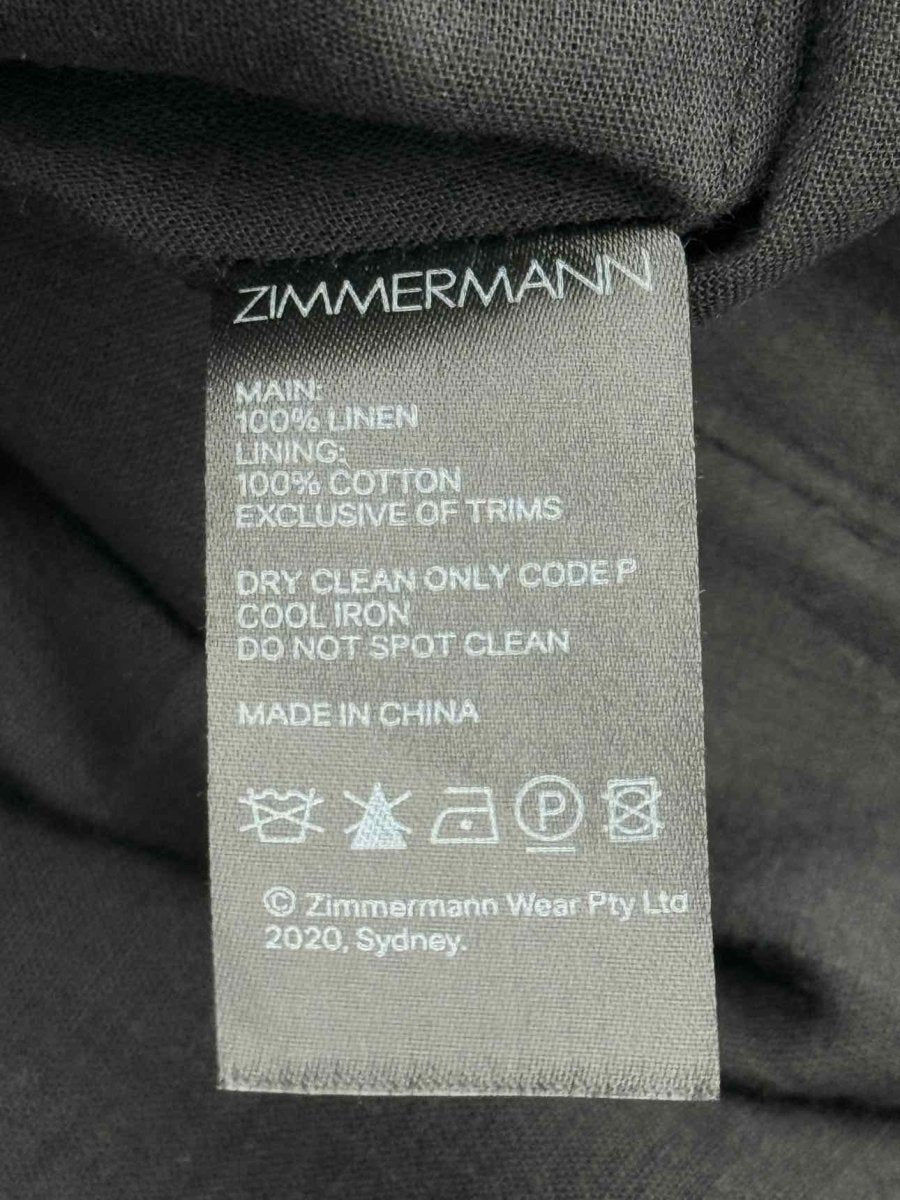 ZIMMERMANN
MAIN:
100% LINEN
LINING:
100% COTTON
EXCLUSIVE OF TRIMS
DRY CLEAN ONLY CODE P
COOL IRON
DO NOT SPOT CLEAN
MADE IN CHINA
P
© Zimmermann Wear Pty Ltd
2020, Sydney.